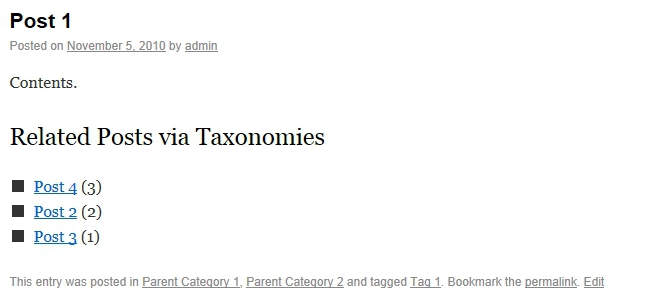 Post 1
Posted on November 5, 2010 by admin
Contents.
Related Posts via Taxonomies
Post 4 (3)
Post 2 (2)
Post 3 (1)
This entry was posted in Parent Category 1, Parent Category 2 and tagged Tag 1. Bookmark the permalink. Edit